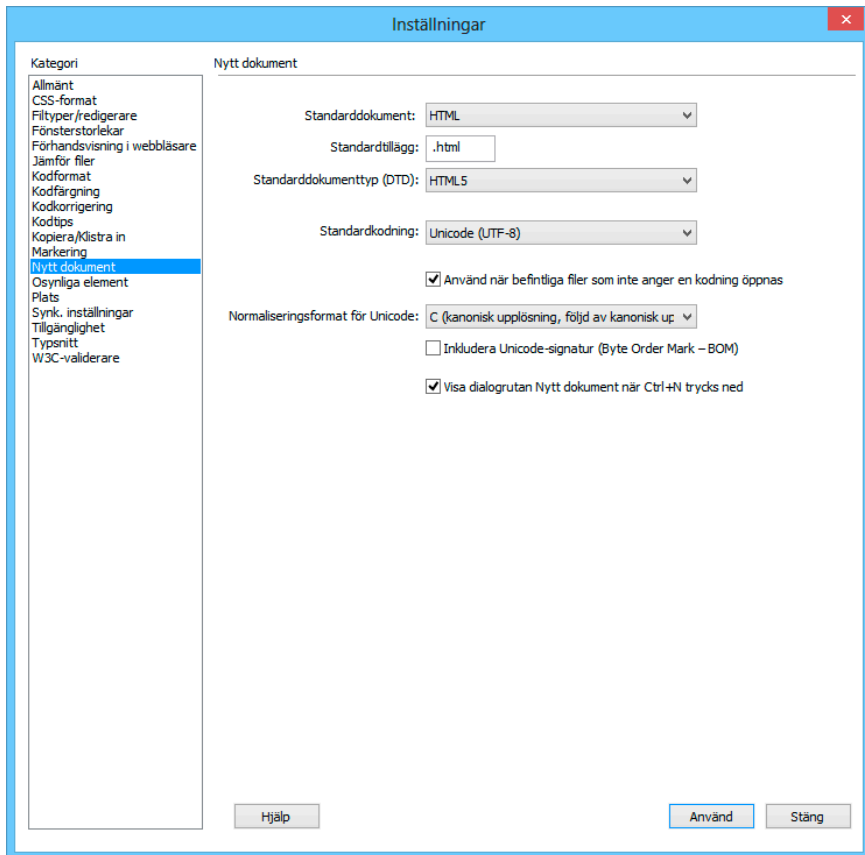 Inställningar
Kategori
Allmänt
CSS-format
Filtyper/redigerare
Fönsterstorlekar
Förhandsvisning i webbläsare
Jämför filer
Kodformat
Kodfärgning
Kodkorrigering
Kodtips
Kopiera/Klistra in
Markering
Nytt dokument
Osynliga element
Plats
Synk. inställningar
Tillgänglighet
Typsnitt
W3C-validerare
Nytt dokument
Standarddokument: HTML
Standardtillägg: .html
Standarddokumenttyp (DTD): HTML5
Standardkodning: Unicode (UTF-8)
Använd när befintliga filer som inte anger en kodning öppnas
Normaliseringsformat för Unicode: C (kanonisk upplösning, följd av kanonisk up
Inkludera Unicode-signatur (Byte Order Mark – BOM)
Visa dialogrutan Nytt dokument när Ctrl+N trycks ned
Hjälp Använd Stäng